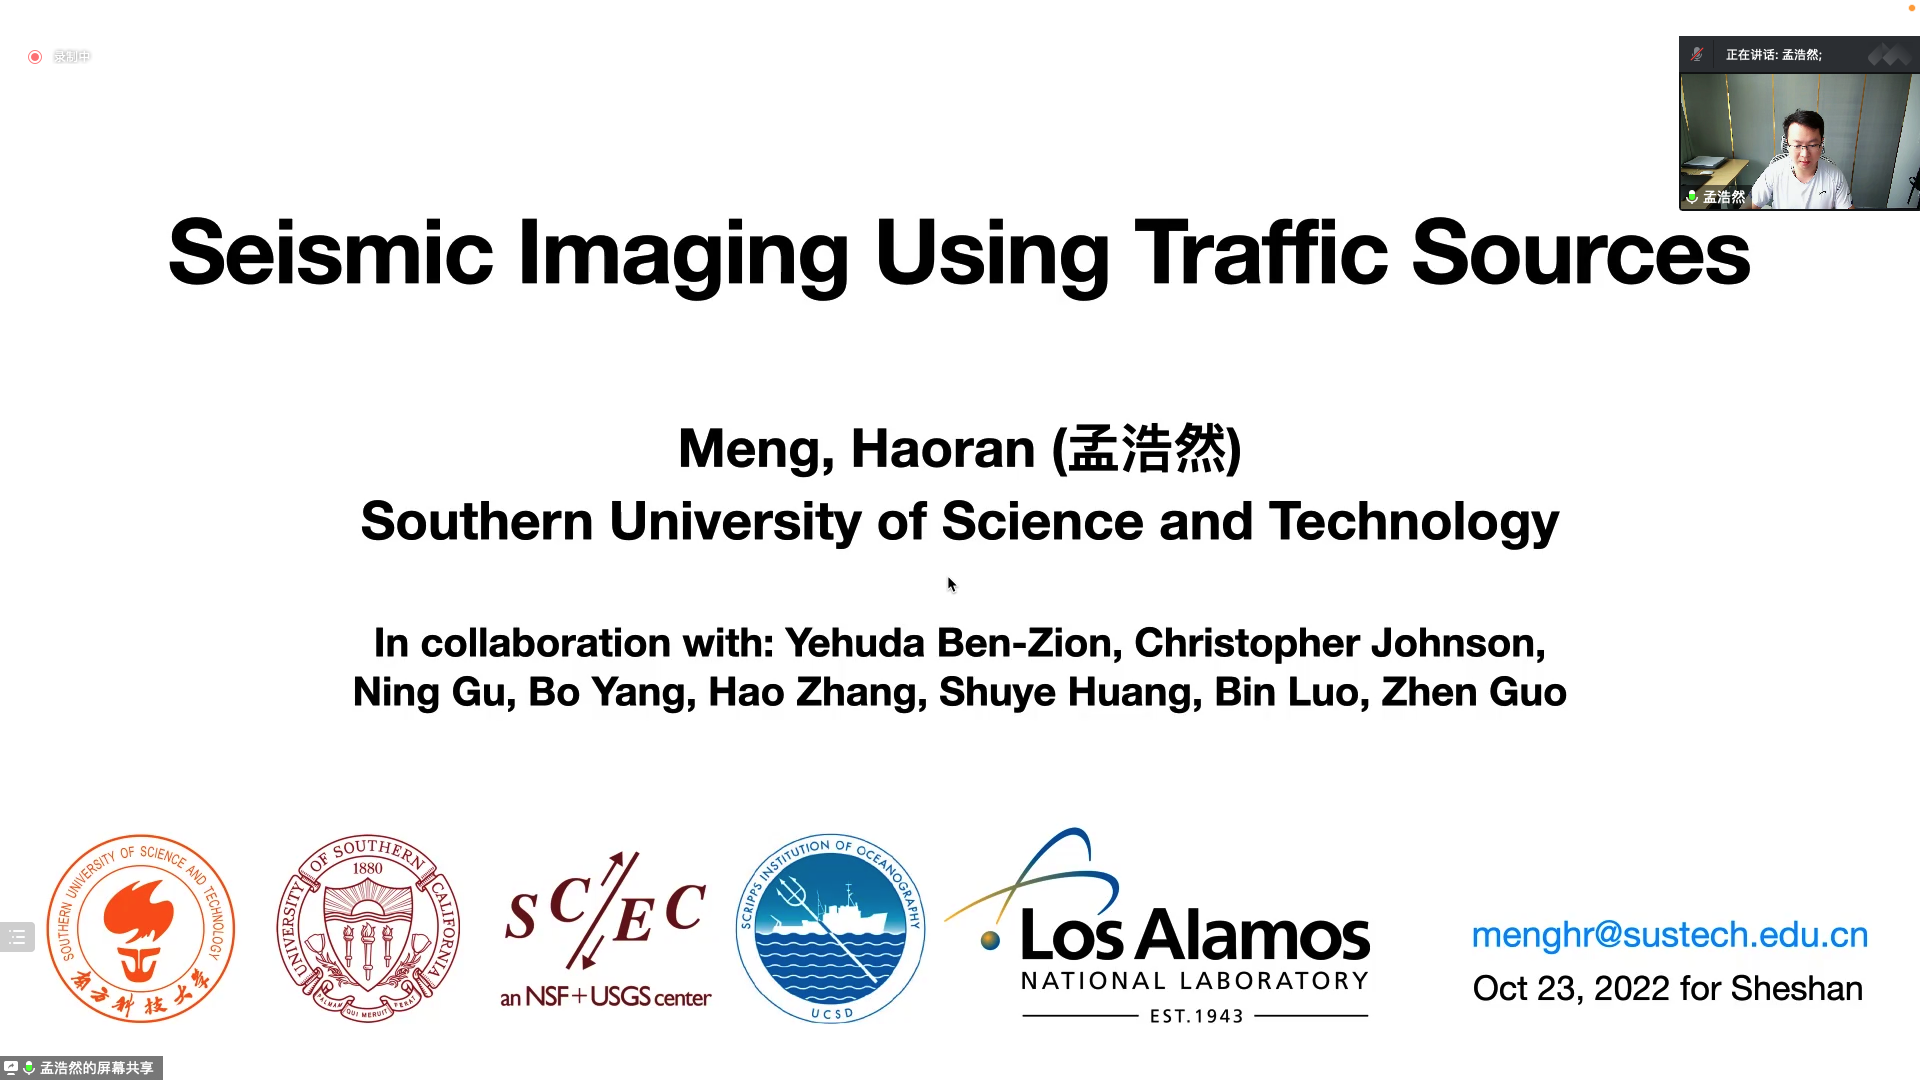 录制中
正在讲话: 孟浩然;
孟浩然
Seismic Imaging Using Traffic Sources
Meng, Haoran (孟浩然)
Southern University of Science and Technology
In collaboration with: Yehuda Ben-Zion, Christopher Johnson,
Ning Gu, Bo Yang, Hao Zhang, Shuye Huang, Bin Luo, Zhen Guo
SOUTHERN UNIVERSITY OF SCIENCE AND TECHNOLOGY
南方科技大学
UNIVERSITY OF SOUTHERN CALIFORNIA
1880
PALMAM QUI MERUIT FERAT
SC/EC
an NSF+USGS center
SCRIPPS INSTITUTION OF OCEANOGRAPHY
UCSD
Los Alamos
NATIONAL LABORATORY
EST.1943
menghr@sustech.edu.cn
Oct 23, 2022 for Sheshan
孟浩然的屏幕共享